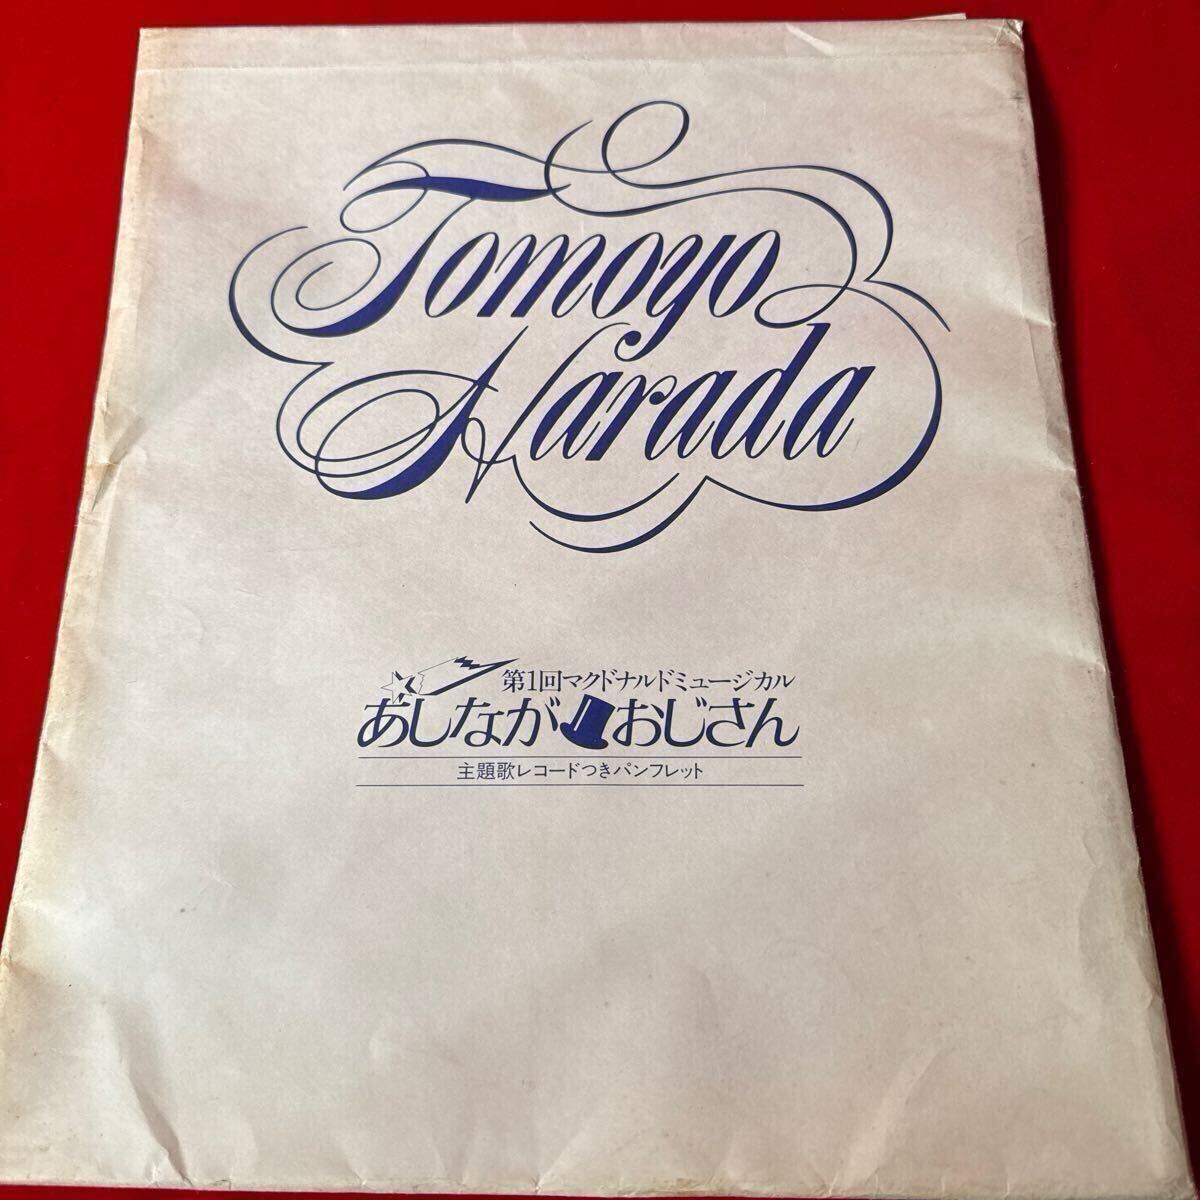 Tomoyo
Harada
第1回マクドナルドミュージカル
あしながおじさん
主題歌レコードつきパンフレット